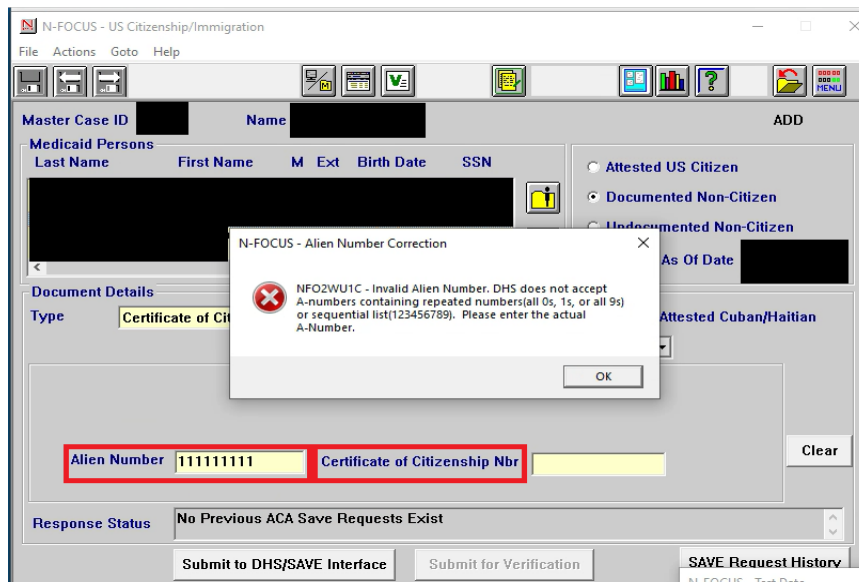 N-FOCUS - US Citizenship/Immigration
File Actions Goto Help
MENU
Master Case ID Name ADD
Medicaid Persons
Last Name First Name M Ext Birth Date SSN
Attested US Citizen
Documented Non-Citizen
Undocumented Non-Citizen
As Of Date
N-FOCUS - Alien Number Correction
NFO2WU1C - Invalid Alien Number. DHS does not accept
A-numbers containing repeated numbers(all 0s, 1s, or all 9s)
or sequential list(123456789). Please enter the actual
A-Number.
OK
Document Details
Type Certificate of Cit Attested Cuban/Haitian
Alien Number 111111111 Certificate of Citizenship Nbr
Clear
Response Status No Previous ACA Save Requests Exist
Submit to DHS/SAVE Interface Submit for Verification SAVE Request History
N-FOCUS - Test Data